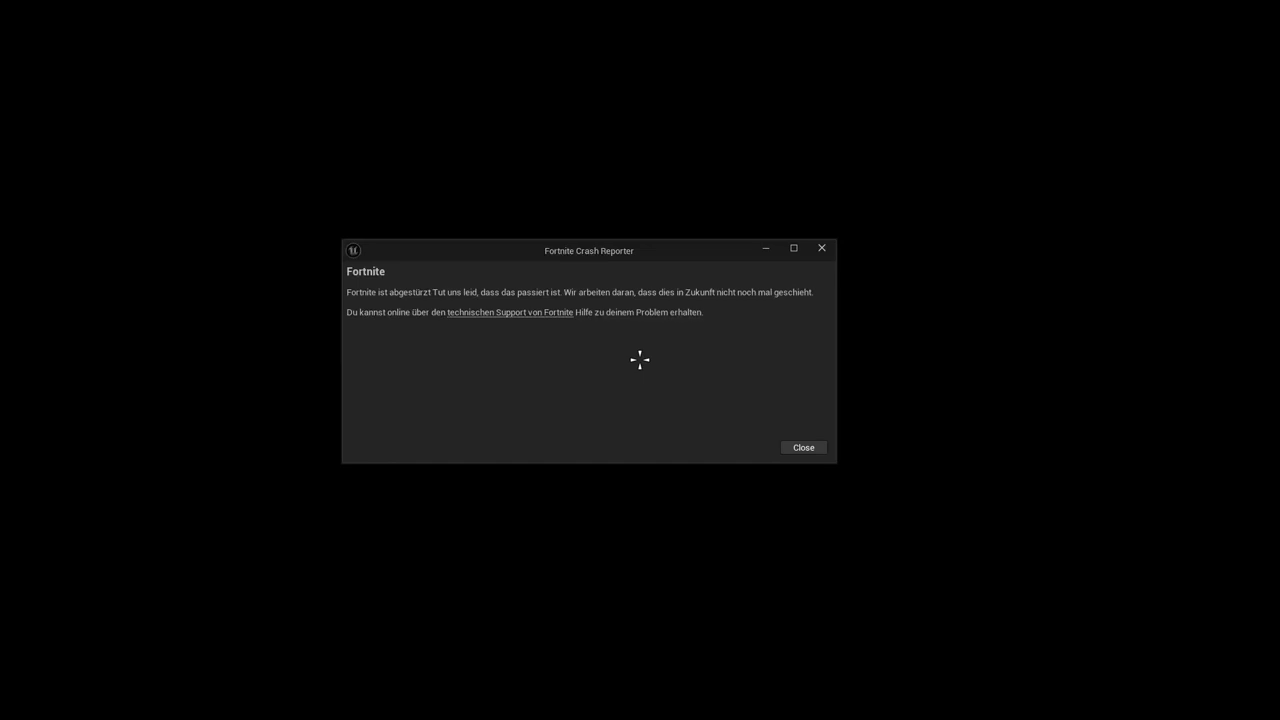 Fortnite Crash Reporter
Fortnite
Fortnite ist abgestürzt Tut uns leid, dass das passiert ist. Wir arbeiten daran, dass dies in Zukunft nicht noch mal geschieht.
Du kannst online über den technischen Support von Fortnite Hilfe zu deinem Problem erhalten.
Close